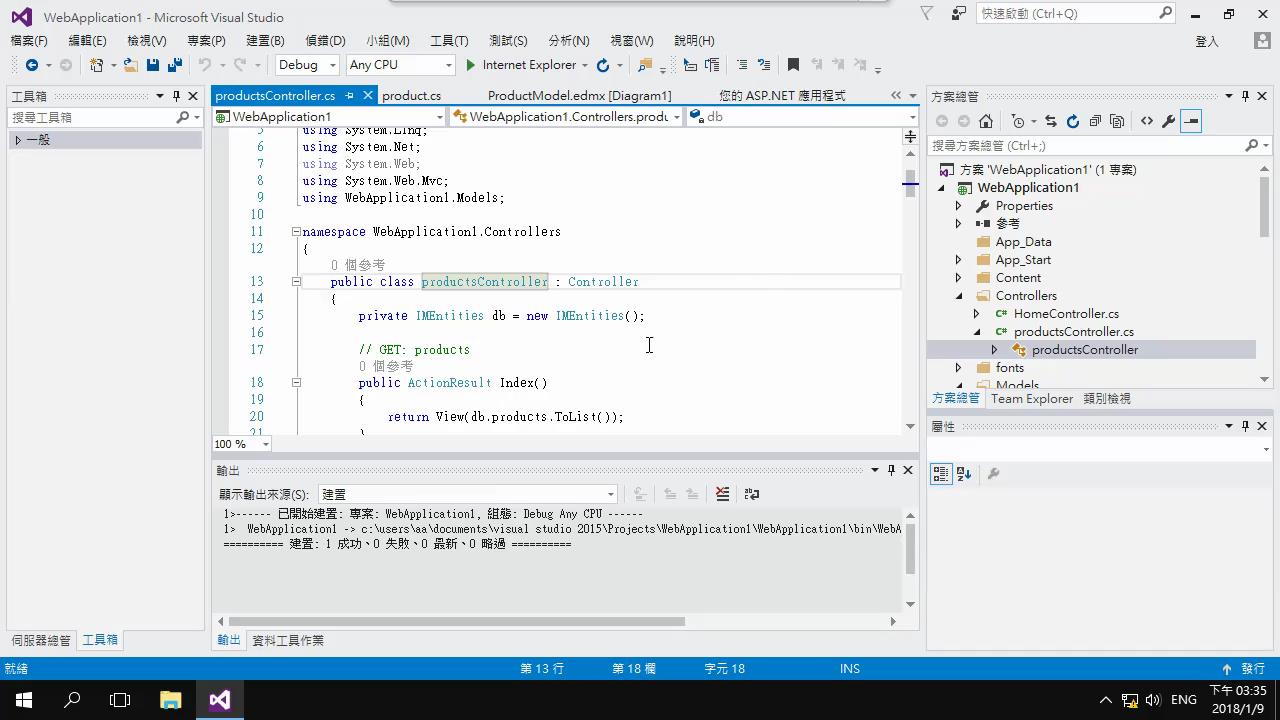 WebApplication1 - Microsoft Visual Studio
快速啟動 (Ctrl+Q)
檔案(F) 編輯(E) 檢視(V) 專案(P) 建置(B) 偵錯(D) 小組(M) 工具(T) 測試(S) 分析(N) 視窗(W) 說明(H)
登入
Debug Any CPU Internet Explorer
工具箱
搜尋工具箱
一般
伺服器總管 工具箱
productsController.cs product.cs ProductModel.edmx [Diagram1] 您的 ASP.NET 應用程式
WebApplication1 WebApplication1.Controllers.produ db
5 using System.Linq;
6 using System.Net;
7 using System.Web;
8 using System.Web.Mvc;
9 using WebApplication1.Models;
10
11 namespace WebApplication1.Controllers
12 {
0 個參考
13 public class productsController : Controller
14 {
15 private IMEntities db = new IMEntities();
16
17 // GET: products
0 個參考
18 public ActionResult Index()
19 {
20 return View(db.products.ToList());
21 }
100 %
輸出
顯示輸出來源(S): 建置
1>------ 已開始建置: 專案: WebApplication1, 組態: Debug Any CPU ------
1> WebApplication1 -> c:\users\aa\documents\visual studio 2015\Projects\WebApplication1\WebApplication1\bin\WebA
========== 建置: 1 成功、0 失敗、0 最新、0 略過 ==========
輸出 資料工具作業
方案總管
搜尋方案總管 (Ctrl+;)
方案 'WebApplication1' (1 專案)
WebApplication1
Properties
參考
App_Data
App_Start
Content
Controllers
HomeController.cs
productsController.cs
productsController
fonts
Models
方案總管 Team Explorer 類別檢視
屬性
就緒 第 13 行 第 18 欄 字元 18 INS 發行
ENG
下午 03:35
2018/1/9